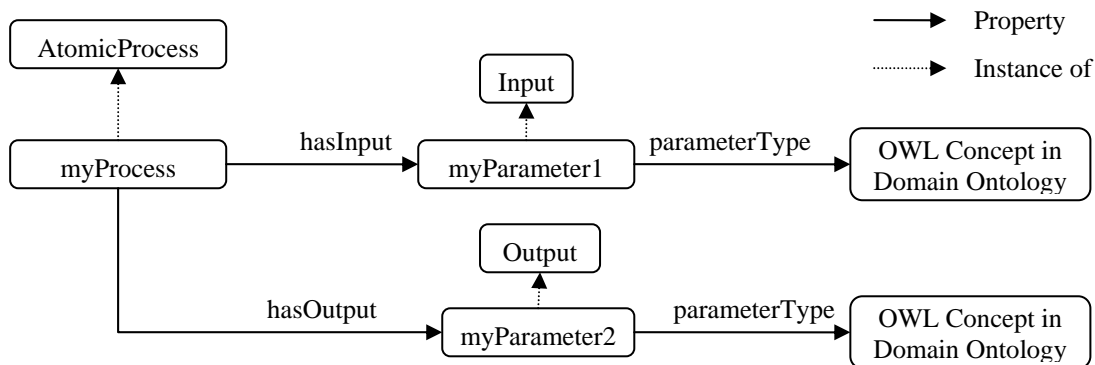 Property
AtomicProcess
Instance of
Input
hasInput
parameterType
myProcess
myParameter1
OWL Concept in
Domain Ontology
Output
hasOutput
parameterType
myParameter2
OWL Concept in
Domain Ontology